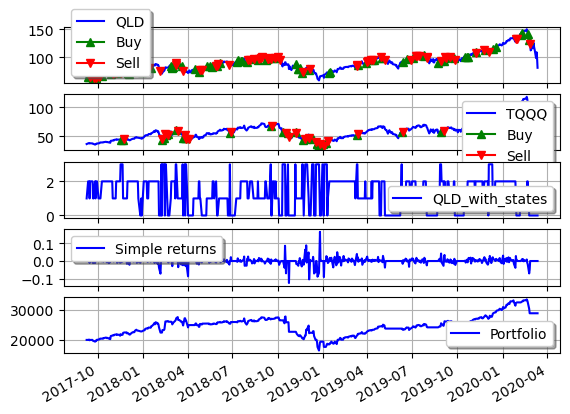 QLD
Buy
Sell
150
100
TQQQ
Buy
Sell
100
50
QLD_with_states
2
0
Simple returns
0.1
0.0
−0.1
Portfolio
30000
20000
2017-10
2018-01
2018-04
2018-07
2018-10
2019-01
2019-04
2019-07
2019-10
2020-01
2020-04